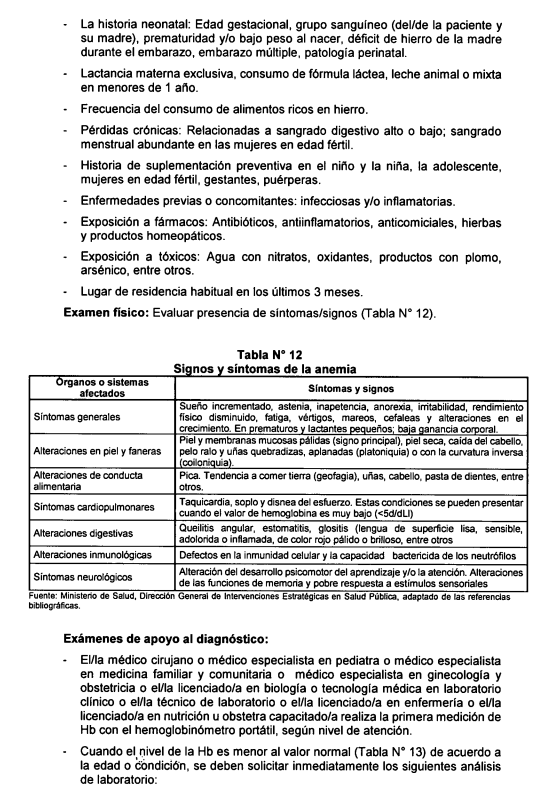 - La historia neonatal: Edad gestacional, grupo sanguíneo (del/de la paciente y
su madre), prematuridad y/o bajo peso al nacer, déficit de hierro de la madre
durante el embarazo, embarazo múltiple, patología perinatal.
- Lactancia materna exclusiva, consumo de fórmula láctea, leche animal o mixta
en menores de 1 año.
- Frecuencia del consumo de alimentos ricos en hierro.
- Pérdidas crónicas: Relacionadas a sangrado digestivo alto o bajo; sangrado
menstrual abundante en las mujeres en edad fértil.
- Historia de suplementación preventiva en el niño y la niña, la adolescente,
mujeres en edad fértil, gestantes, puérperas.
- Enfermedades previas o concomitantes: infecciosas y/o inflamatorias.
- Exposición a fármacos: Antibióticos, antiinflamatorios, anticomiciales, hierbas
y productos homeopáticos.
- Exposición a tóxicos: Agua con nitratos, oxidantes, productos con plomo,
arsénico, entre otros.
- Lugar de residencia habitual en los últimos 3 meses.
Examen físico: Evaluar presencia de síntomas/signos (Tabla N° 12).
Tabla N° 12
Signos y síntomas de la anemia
Órganos o sistemas
afectados
Síntomas y signos
Síntomas generales
Sueño incrementado, astenia, inapetencia, anorexia, irritabilidad, rendimiento
físico disminuido, fatiga, vértigos, mareos, cefaleas y alteraciones en el
crecimiento. En prematuros y lactantes pequeños; baja ganancia corporal.
Alteraciones en piel y faneras
Piel y membranas mucosas pálidas (signo principal), piel seca, caída del cabello,
pelo ralo y uñas quebradizas, aplanadas (platoniquia) o con la curvatura inversa
(coiloniquia).
Alteraciones de conducta
alimentaria
Pica. Tendencia a comer tierra (geofagia), uñas, cabello, pasta de dientes, entre
otros.
Síntomas cardiopulmonares
Taquicardia, soplo y disnea del esfuerzo. Estas condiciones se pueden presentar
cuando el valor de hemoglobina es muy bajo (<5d/dLl)
Alteraciones digestivas
Queilitis angular, estomatitis, glositis (lengua de superficie lisa, sensible,
adolorida o inflamada, de color rojo pálido o brilloso, entre otros
Alteraciones inmunológicas
Defectos en la inmunidad celular y la capacidad bactericida de los neutrófilos
Síntomas neurológicos
Alteración del desarrollo psicomotor del aprendizaje y/o la atención. Alteraciones
de las funciones de memoria y pobre respuesta a estímulos sensoriales
Fuente: Ministerio de Salud, Dirección General de Intervenciones Estratégicas en Salud Pública, adaptado de las referencias
bibliográficas.
Exámenes de apoyo al diagnóstico:
- El/la médico cirujano o médico especialista en pediatra o médico especialista
en medicina familiar y comunitaria o médico especialista en ginecología y
obstetricia o el/la licenciado/a en biología o tecnología médica en laboratorio
clínico o el/la técnico de laboratorio o el/la licenciado/a en enfermería o el/la
licenciado/a en nutrición u obstetra capacitado/a realiza la primera medición de
Hb con el hemoglobinómetro portátil, según nivel de atención.
- Cuando el nivel de la Hb es menor al valor normal (Tabla N° 13) de acuerdo a
la edad o condición, se deben solicitar inmediatamente los siguientes análisis
de laboratorio: